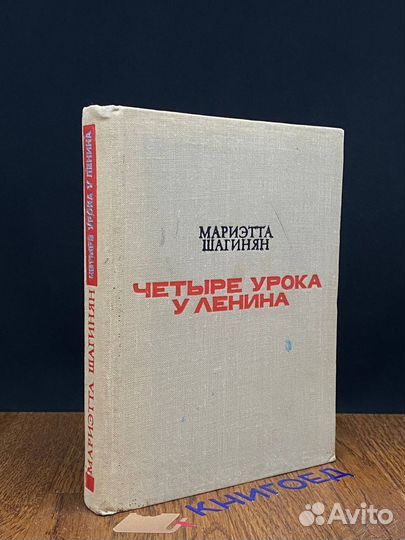 МАРИЭТТА
ШАГИНЯН
ЧЕТЫРЕ УРОКА
У ЛЕНИНА
МАРИЭТТА ШАГИНЯН ЧЕТЫРЕ УРОКА У ЛЕНИНА
КНИГОЕД
Avito